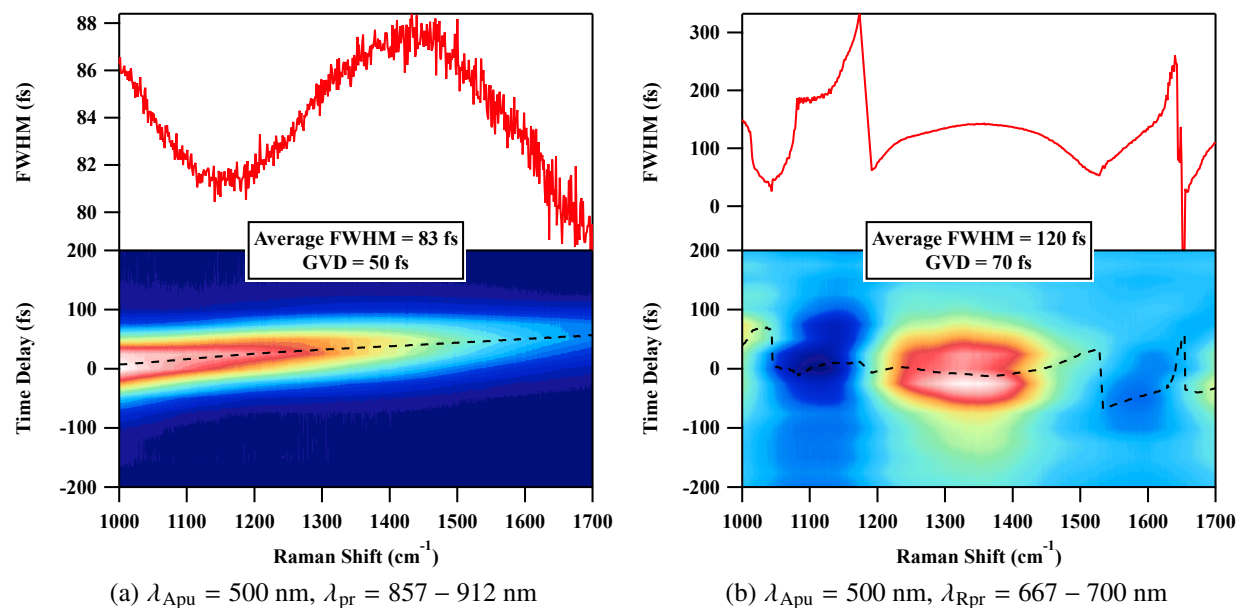 88
86
84
82
80
FWHM (fs)
Average FWHM = 83 fs
GVD = 50 fs
200
100
0
-100
-200
Time Delay (fs)
1000 1100 1200 1300 1400 1500 1600 1700
Raman Shift (cm⁻¹)
(a) λApu = 500 nm, λpr = 857 – 912 nm
300
200
100
0
FWHM (fs)
Average FWHM = 120 fs
GVD = 70 fs
200
100
0
-100
-200
Time Delay (fs)
1000 1100 1200 1300 1400 1500 1600 1700
Raman Shift (cm⁻¹)
(b) λApu = 500 nm, λRpr = 667 – 700 nm